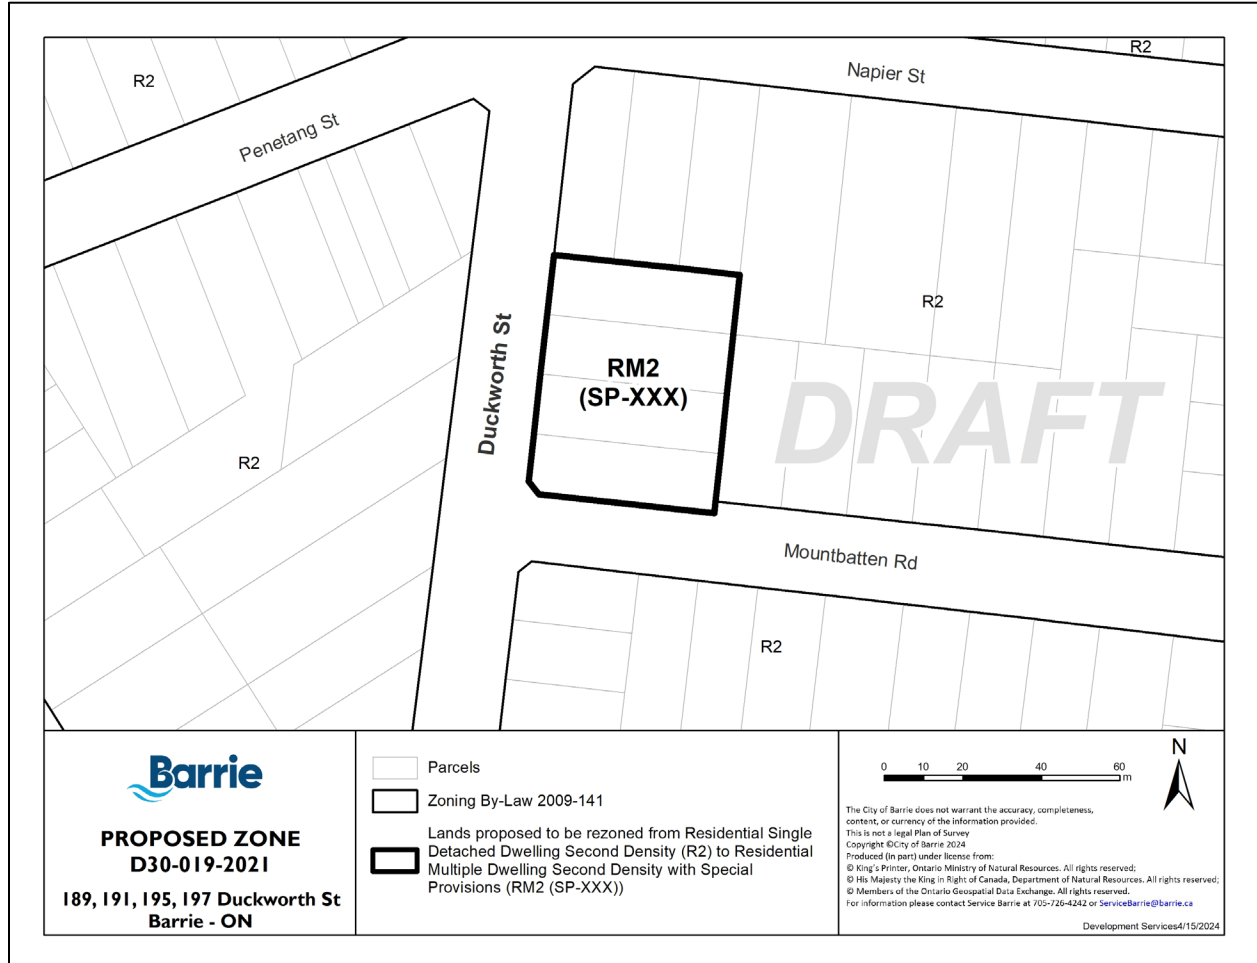 R2
R2
Napier St
Penetang St
R2
Duckworth St
RM2
(SP-XXX)
DRAFT
R2
Mountbatten Rd
R2
Barrie
PROPOSED ZONE
D30-019-2021
189, 191, 195, 197 Duckworth St
Barrie - ON
Parcels
Zoning By-Law 2009-141
Lands proposed to be rezoned from Residential Single
Detached Dwelling Second Density (R2) to Residential
Multiple Dwelling Second Density with Special
Provisions (RM2 (SP-XXX))
N
0 10 20 40 60
m
The City of Barrie does not warrant the accuracy, completeness,
content, or currency of the information provided.
This is not a legal Plan of Survey
Copyright ©City of Barrie 2024
Produced (in part) under license from:
© King's Printer, Ontario Ministry of Natural Resources. All rights reserved;
© His Majesty the King in Right of Canada, Department of Natural Resources. All rights reserved;
© Members of the Ontario Geospatial Data Exchange. All rights reserved.
For information please contact Service Barrie at 705-726-4242 or ServiceBarrie@barrie.ca
Development Services4/15/2024